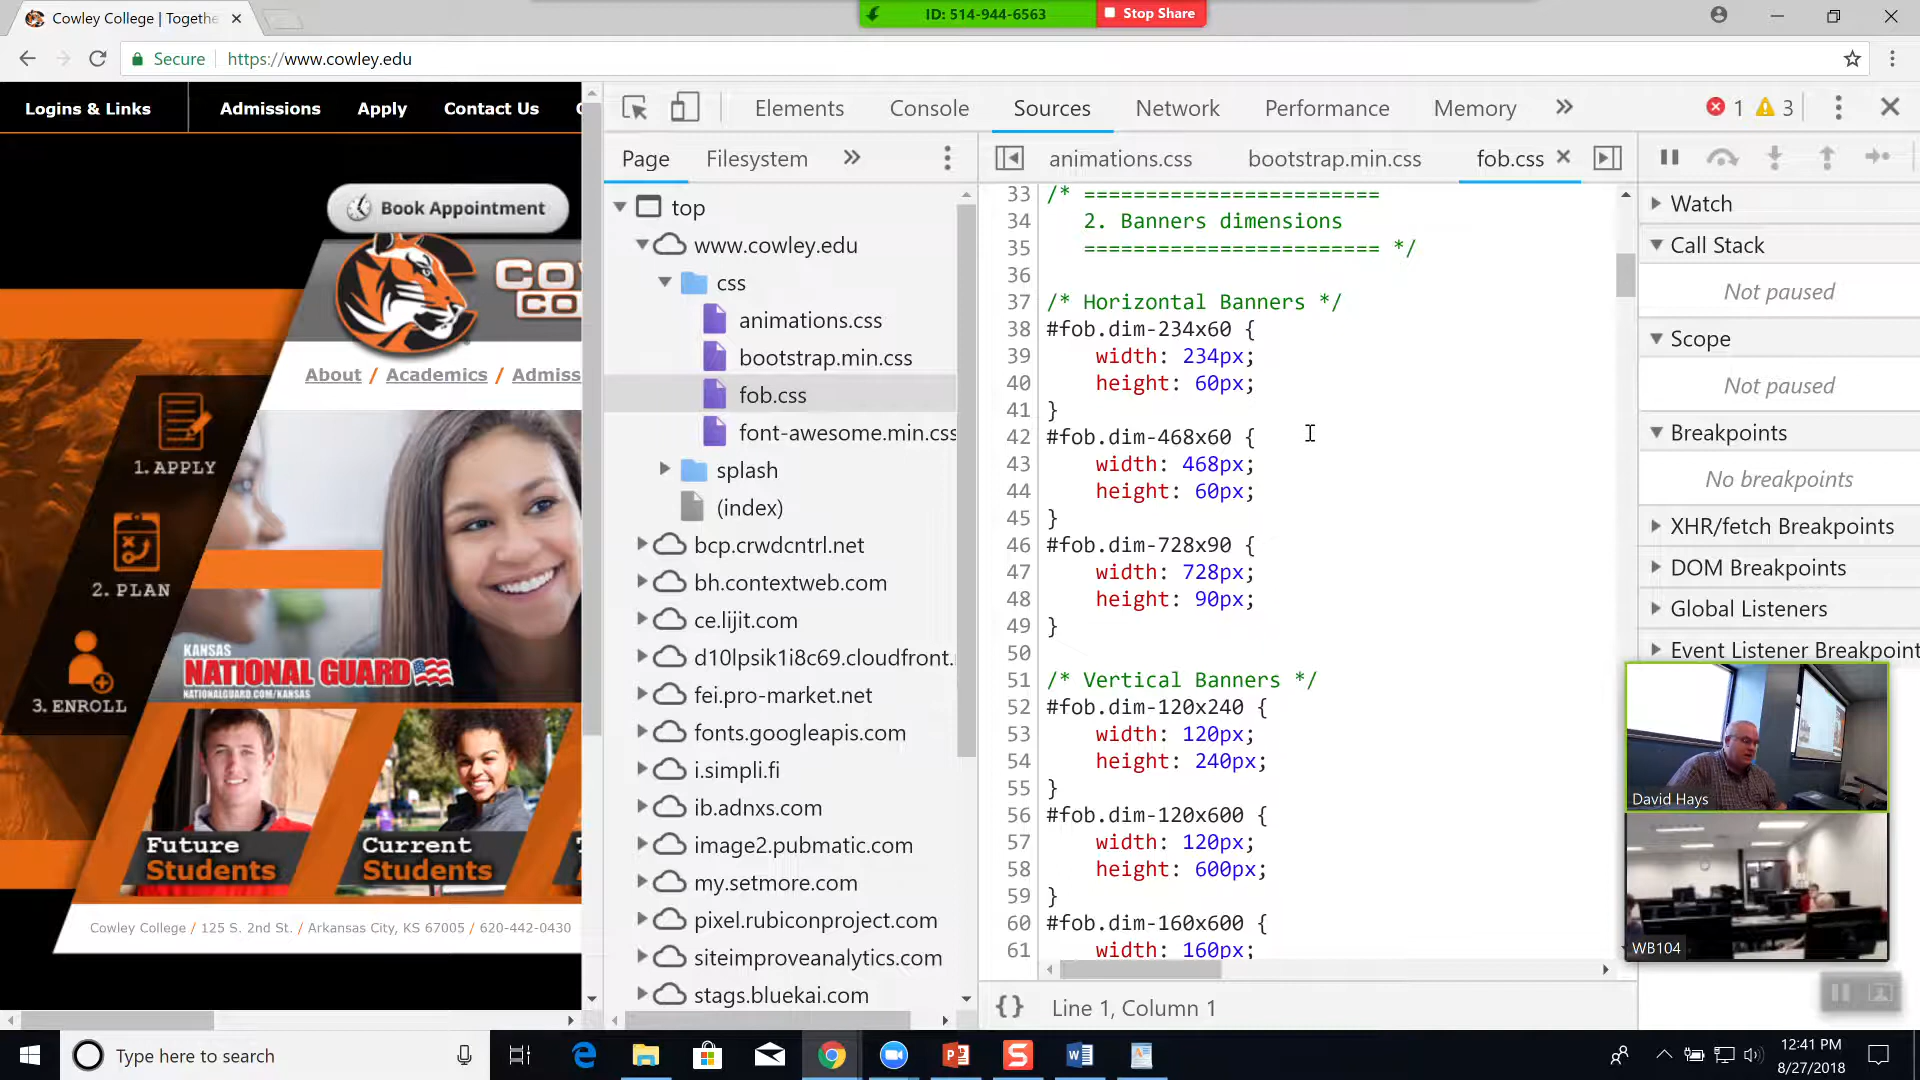 Cowley College | Togethe
ID: 514-944-6563
Stop Share
Secure
https://www.cowley.edu
Logins & Links
Admissions
Apply
Contact Us
Book Appointment
About / Academics / Admiss
1. APPLY
2. PLAN
3. ENROLL
KANSAS
NATIONAL GUARD
NATIONALGUARD.COM/KANSAS
Future
Students
Current
Students
Cowley College / 125 S. 2nd St. / Arkansas City, KS 67005 / 620-442-0430
Elements
Console
Sources
Network
Performance
Memory
1
3
Page
Filesystem
top
www.cowley.edu
css
animations.css
bootstrap.min.css
fob.css
font-awesome.min.css
splash
(index)
bcp.crwdcntrl.net
bh.contextweb.com
ce.lijit.com
d10lpsik1i8c69.cloudfront.
fei.pro-market.net
fonts.googleapis.com
i.simpli.fi
ib.adnxs.com
image2.pubmatic.com
my.setmore.com
pixel.rubiconproject.com
siteimproveanalytics.com
stags.bluekai.com
animations.css
bootstrap.min.css
fob.css
33 /* ========================
34 2. Banners dimensions
35 ======================== */
36
37 /* Horizontal Banners */
38 #fob.dim-234x60 {
39 width: 234px;
40 height: 60px;
41 }
42 #fob.dim-468x60 {
43 width: 468px;
44 height: 60px;
45 }
46 #fob.dim-728x90 {
47 width: 728px;
48 height: 90px;
49 }
50
51 /* Vertical Banners */
52 #fob.dim-120x240 {
53 width: 120px;
54 height: 240px;
55 }
56 #fob.dim-120x600 {
57 width: 120px;
58 height: 600px;
59 }
60 #fob.dim-160x600 {
61 width: 160px;
{} Line 1, Column 1
Watch
Call Stack
Not paused
Scope
Not paused
Breakpoints
No breakpoints
XHR/fetch Breakpoints
DOM Breakpoints
Global Listeners
Event Listener Breakpoint
David Hays
WB104
Type here to search
12:41 PM
8/27/2018